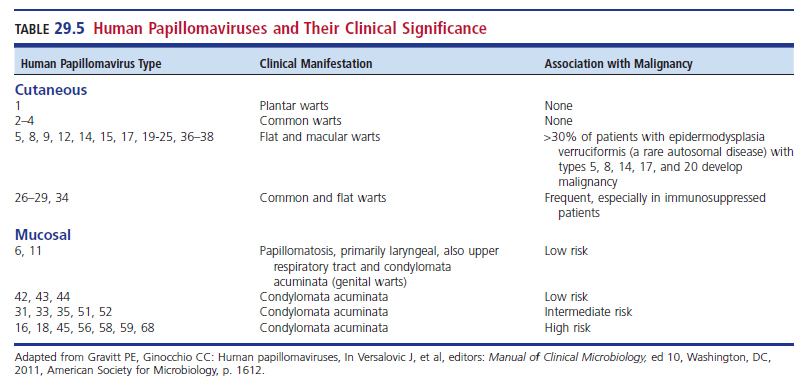 TABLE 29.5 Human Papillomaviruses and Their Clinical Significance
Human Papillomavirus Type Clinical Manifestation Association with Malignancy
Cutaneous
1 Plantar warts None
2–4 Common warts None
5, 8, 9, 12, 14, 15, 17, 19-25, 36–38 Flat and macular warts >30% of patients with epidermodysplasia
verruciformis (a rare autosomal disease) with
types 5, 8, 14, 17, and 20 develop
malignancy
26–29, 34 Common and flat warts Frequent, especially in immunosuppressed
patients
Mucosal
6, 11 Papillomatosis, primarily laryngeal, also upper Low risk
respiratory tract and condylomata
acuminata (genital warts)
42, 43, 44 Condylomata acuminata Low risk
31, 33, 35, 51, 52 Condylomata acuminata Intermediate risk
16, 18, 45, 56, 58, 59, 68 Condylomata acuminata High risk
Adapted from Gravitt PE, Ginocchio CC: Human papillomaviruses, In Versalovic J, et al, editors: Manual of Clinical Microbiology, ed 10, Washington, DC,
2011, American Society for Microbiology, p. 1612.